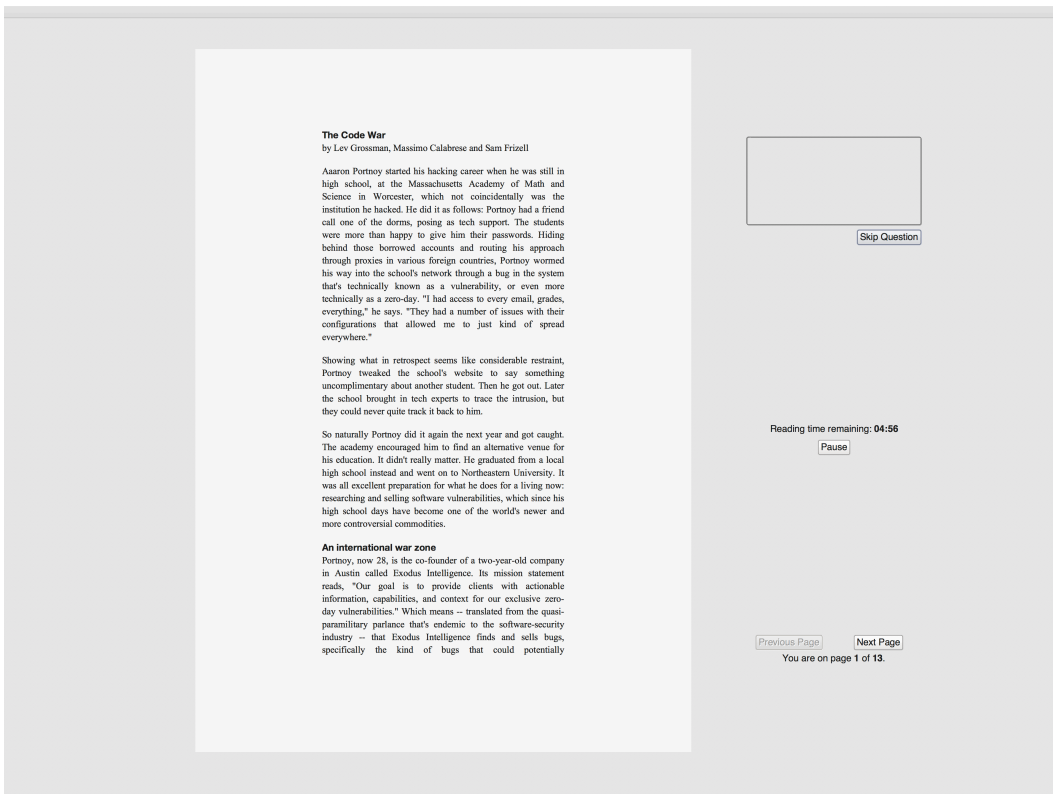 The Code War
by Lev Grossman, Massimo Calabrese and Sam Frizell
Aaaron Portnoy started his hacking career when he was still in
high school, at the Massachusetts Academy of Math and
Science in Worcester, which not coincidentally was the
institution he hacked. He did it as follows: Portnoy had a friend
call one of the dorms, posing as tech support. The students
were more than happy to give him their passwords. Hiding
behind those borrowed accounts and routing his approach
through proxies in various foreign countries, Portnoy wormed
his way into the school's network through a bug in the system
that's technically known as a vulnerability, or even more
technically as a zero-day. "I had access to every email, grades,
everything," he says. "They had a number of issues with their
configurations that allowed me to just kind of spread
everywhere."
Showing what in retrospect seems like considerable restraint,
Portnoy tweaked the school's website to say something
uncomplimentary about another student. Then he got out. Later
the school brought in tech experts to trace the intrusion, but
they could never quite track it back to him.
So naturally Portnoy did it again the next year and got caught.
The academy encouraged him to find an alternative venue for
his education. It didn't really matter. He graduated from a local
high school instead and went on to Northeastern University. It
was all excellent preparation for what he does for a living now:
researching and selling software vulnerabilities, which since his
high school days have become one of the world's newer and
more controversial commodities.
An international war zone
Portnoy, now 28, is the co-founder of a two-year-old company
in Austin called Exodus Intelligence. Its mission statement
reads, "Our goal is to provide clients with actionable
information, capabilities, and context for our exclusive zero-
day vulnerabilities." Which means -- translated from the quasi-
paramilitary parlance that's endemic to the software-security
industry -- that Exodus Intelligence finds and sells bugs,
specifically the kind of bugs that could potentially
Skip Question
Reading time remaining: 04:56
Pause
Previous Page Next Page
You are on page 1 of 13.